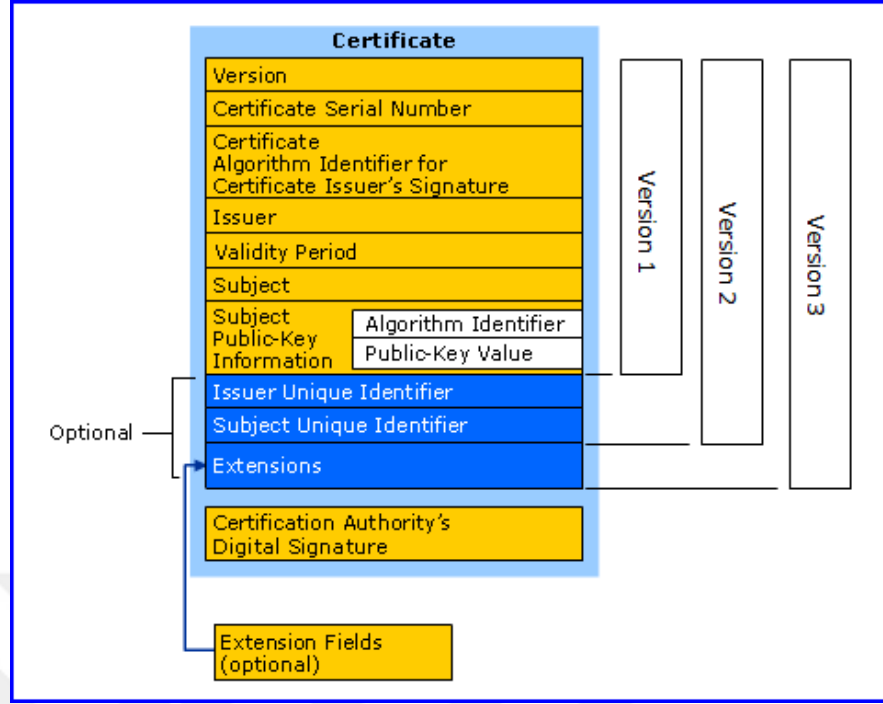 Certificate
Version
Certificate Serial Number
Certificate
Algorithm Identifier for
Certificate Issuer's Signature
Issuer
Validity Period
Subject
Subject
Public-Key
Information
Algorithm Identifier
Public-Key Value
Issuer Unique Identifier
Subject Unique Identifier
Extensions
Optional
Certification Authority's
Digital Signature
Extension Fields
(optional)
Version 1
Version 2
Version 3